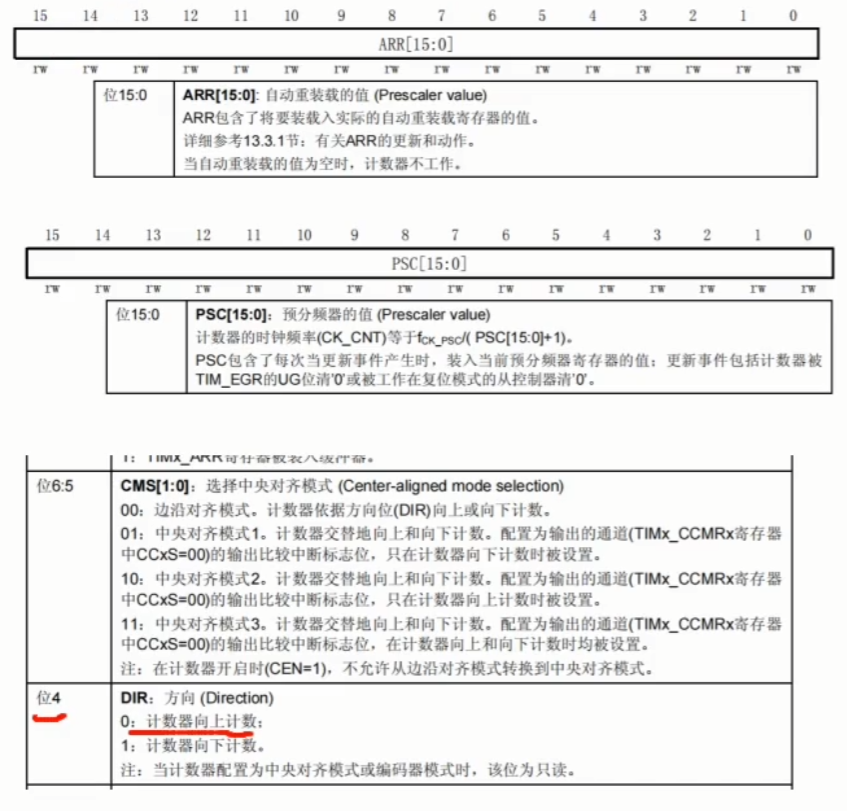 15 14 13 12 11 10 9 8 7 6 5 4 3 2 1 0
ARR[15:0]
rw rw rw rw rw rw rw rw rw rw rw rw rw rw rw rw
位15:0
ARR[15:0]: 自动重装载的值 (Prescaler value)
ARR包含了将要装载入实际的自动重装载寄存器的值。
详细参考13.3.1节：有关ARR的更新和动作。
当自动重装载的值为空时，计数器不工作。
15 14 13 12 11 10 9 8 7 6 5 4 3 2 1 0
PSC[15:0]
rw rw rw rw rw rw rw rw rw rw rw rw rw rw rw rw
位15:0
PSC[15:0]：预分频器的值 (Prescaler value)
计数器的时钟频率(CK_CNT)等于fCK_PSC/( PSC[15:0]+1)。
PSC包含了每次当更新事件产生时，装入当前预分频器寄存器的值；更新事件包括计数器被
TIM_EGR的UG位清'0'或被工作在复位模式的从控制器清'0'。
1：TIMx_ARR寄存器被装入缓冲器。
位6:5
CMS[1:0]：选择中央对齐模式 (Center-aligned mode selection)
00：边沿对齐模式。计数器依据方向位(DIR)向上或向下计数。
01：中央对齐模式1。计数器交替地向上和向下计数。配置为输出的通道(TIMx_CCMRx寄存器
中CCxS=00)的输出比较中断标志位，只在计数器向下计数时被设置。
10：中央对齐模式2。计数器交替地向上和向下计数。配置为输出的通道(TIMx_CCMRx寄存器
中CCxS=00)的输出比较中断标志位，只在计数器向上计数时被设置。
11：中央对齐模式3。计数器交替地向上和向下计数。配置为输出的通道(TIMx_CCMRx寄存器
中CCxS=00)的输出比较中断标志位，在计数器向上和向下计数时均被设置。
注：在计数器开启时(CEN=1)，不允许从边沿对齐模式转换到中央对齐模式。
位4
DIR：方向 (Direction)
0：计数器向上计数；
1：计数器向下计数。
注：当计数器配置为中央对齐模式或编码器模式时，该位为只读。